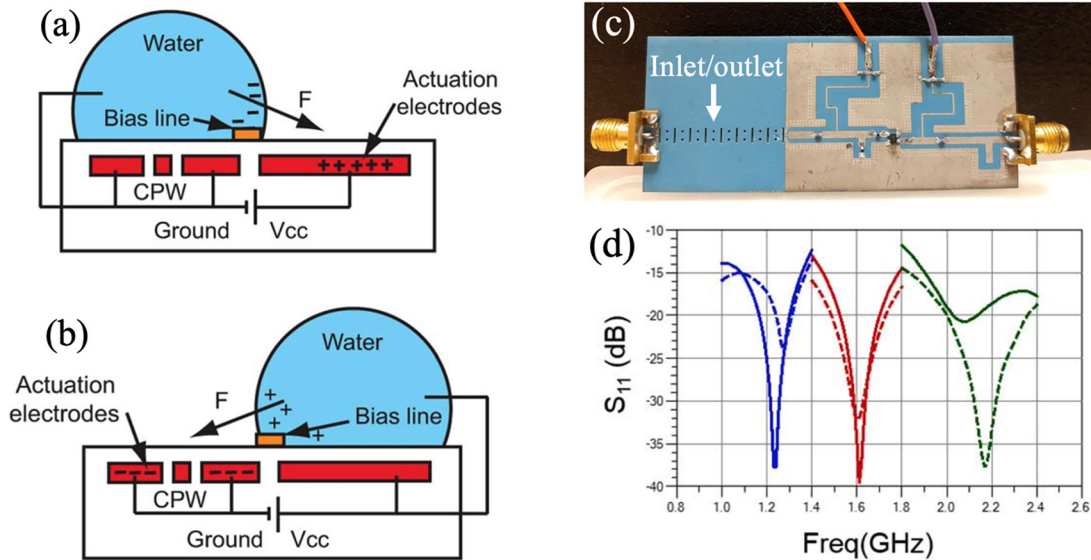 (a)
Water
Actuation
electrodes
Bias line
F
- - - -
+ + + + +
CPW
Ground
Vcc
(b)
Water
Actuation
electrodes
F
+ + + + +
Bias line
- - -
- - -
CPW
Ground
Vcc
(c)
Inlet/outlet
(d)
-10
-15
-20
-25
-30
-35
-40
S11 (dB)
0.8 1.0 1.2 1.4 1.6 1.8 2.0 2.2 2.4 2.6
Freq(GHz)